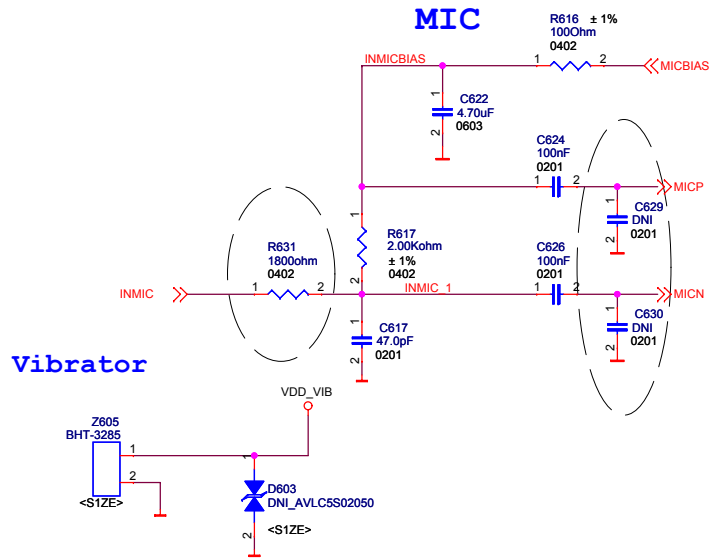 MIC
R616 ± 1%
100Ohm
0402
INMICBIAS
1
2
MICBIAS
1
C622
4.70uF
2
0603
C624
100nF
0201
1
2
MICP
C629
DNI
0201
1
2
1
R617
2.00Kohm
± 1%
0402
2
R631
1800ohm
0402
INMIC
1
2
INMIC_1
C626
100nF
0201
1
2
MICN
C630
DNI
0201
1
2
1
C617
47.0pF
0201
2
Vibrator
VDD_VIB
Z605
BHT-3285
1
2
<S1ZE>
1
D603
DNI_AVLC5S02050
2
<S1ZE>